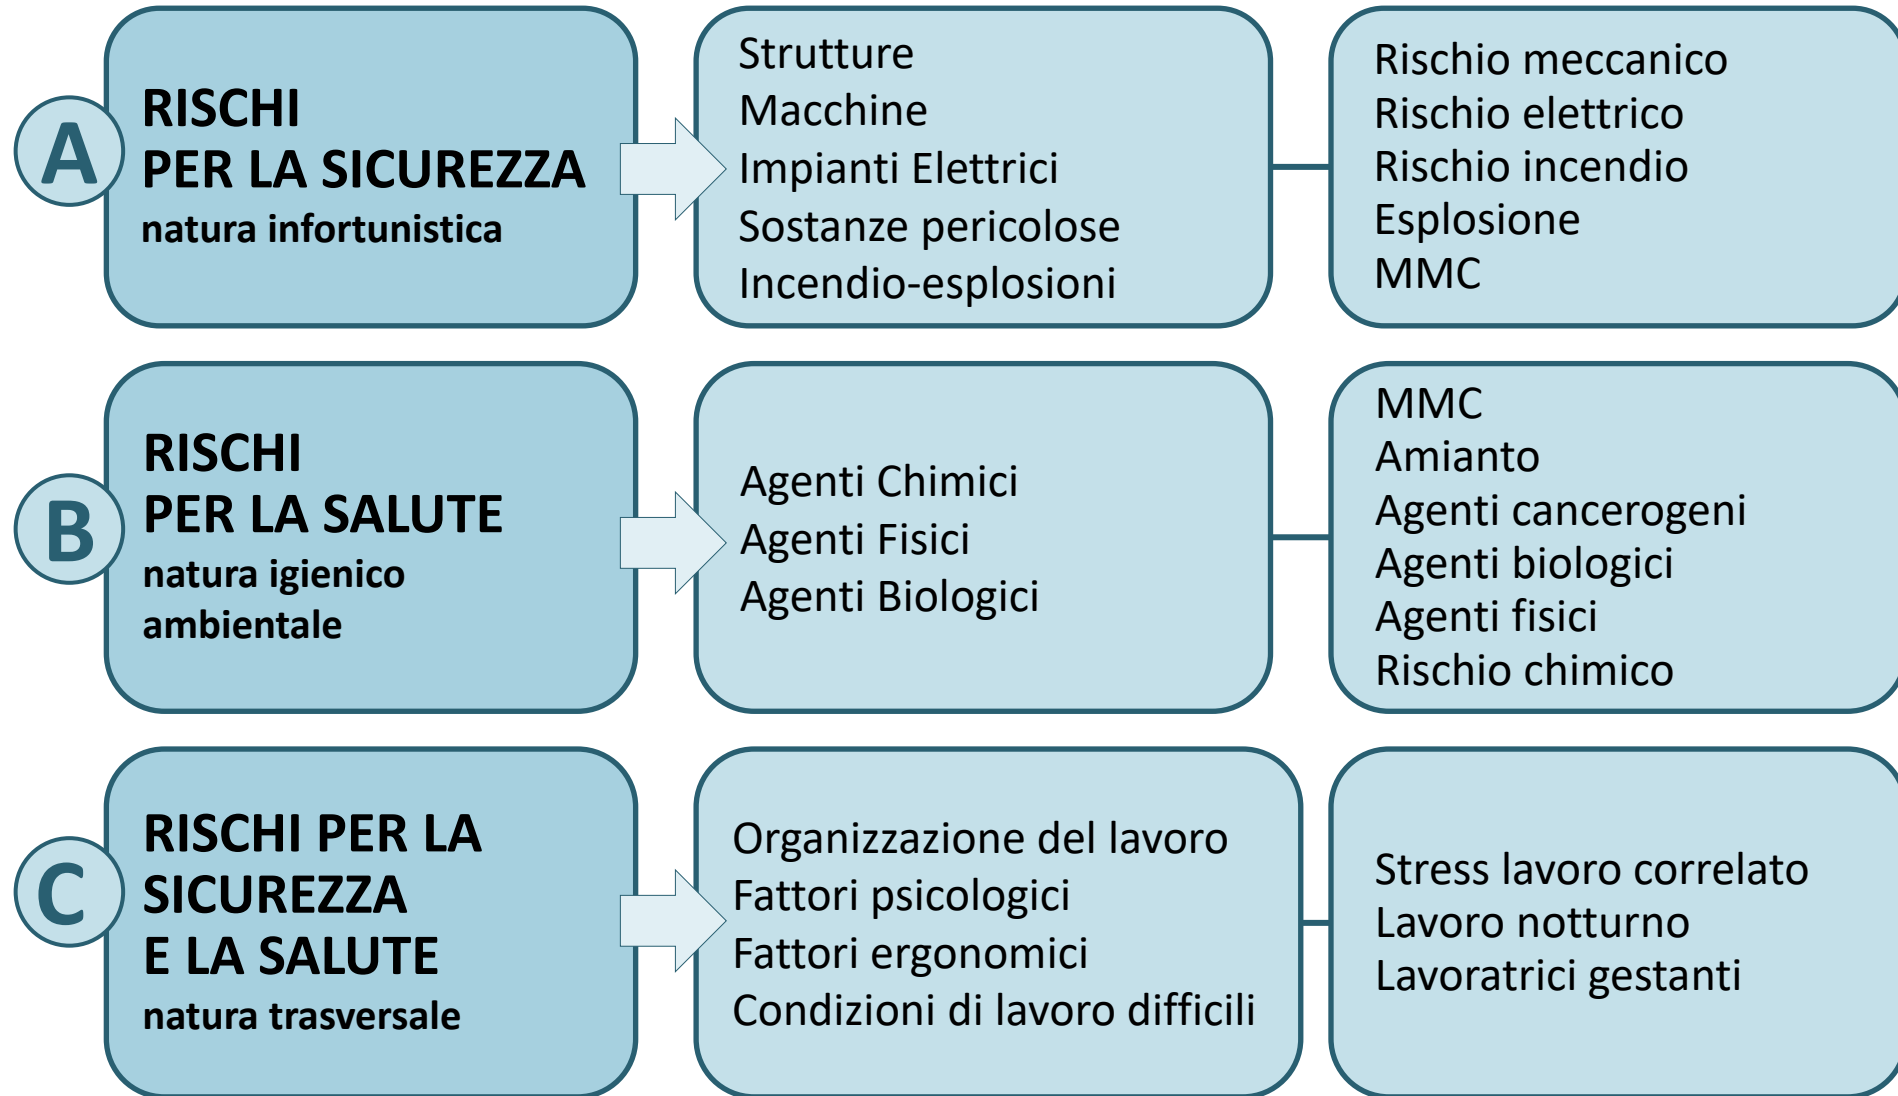 A
RISCHI
PER LA SICUREZZA
natura infortunistica
Strutture
Macchine
Impianti Elettrici
Sostanze pericolose
Incendio-esplosioni
Rischio meccanico
Rischio elettrico
Rischio incendio
Esplosione
MMC
B
RISCHI
PER LA SALUTE
natura igienico
ambientale
Agenti Chimici
Agenti Fisici
Agenti Biologici
MMC
Amianto
Agenti cancerogeni
Agenti biologici
Agenti fisici
Rischio chimico
C
RISCHI PER LA
SICUREZZA
E LA SALUTE
natura trasversale
Organizzazione del lavoro
Fattori psicologici
Fattori ergonomici
Condizioni di lavoro difficili
Stress lavoro correlato
Lavoro notturno
Lavoratrici gestanti